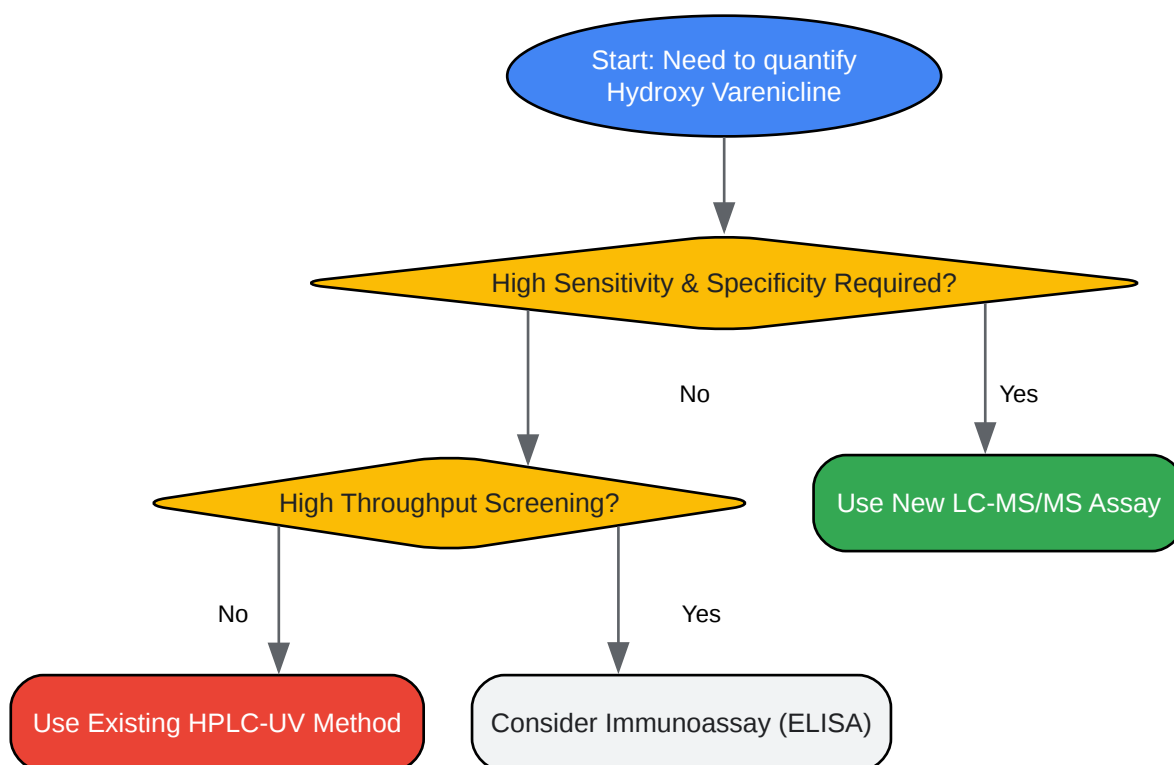 Start: Need to quantify
Hydroxy Varenicline
High Sensitivity & Specificity Required?
No
Yes
High Throughput Screening?
Use New LC-MS/MS Assay
No
Yes
Use Existing HPLC-UV Method
Consider Immunoassay (ELISA)